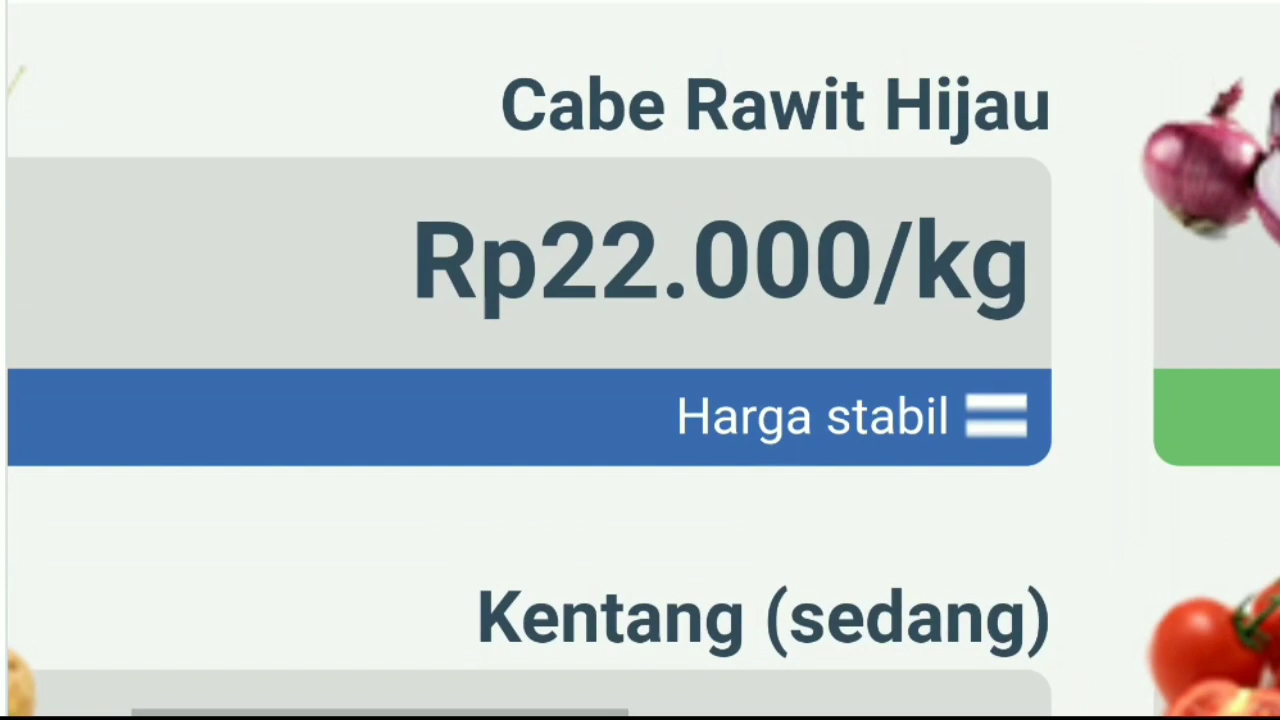 Cabe Rawit Hijau
Rp22.000/kg
Harga stabil
Kentang (sedang)